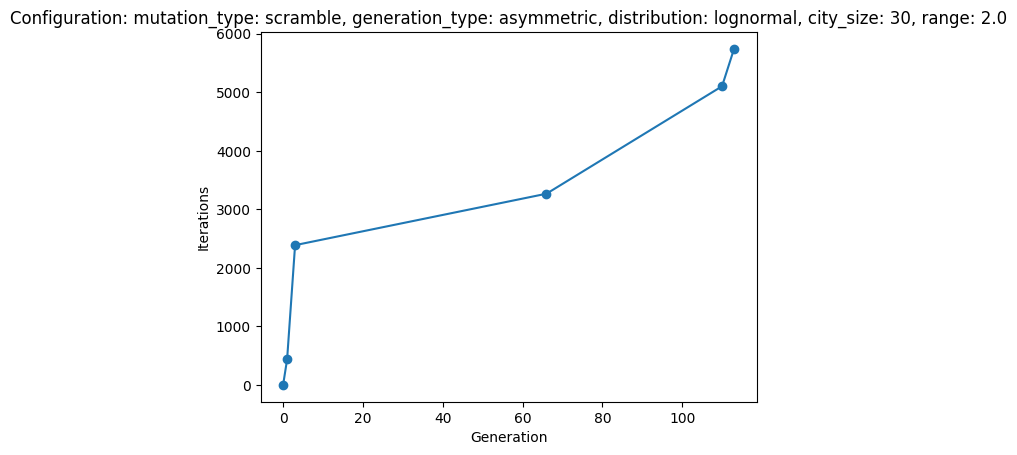 Configuration: mutation_type: scramble, generation_type: asymmetric, distribution: lognormal, city_size: 30, range: 2.0
6000
5000
4000
3000
2000
1000
0
Iterations
0 20 40 60 80 100
Generation